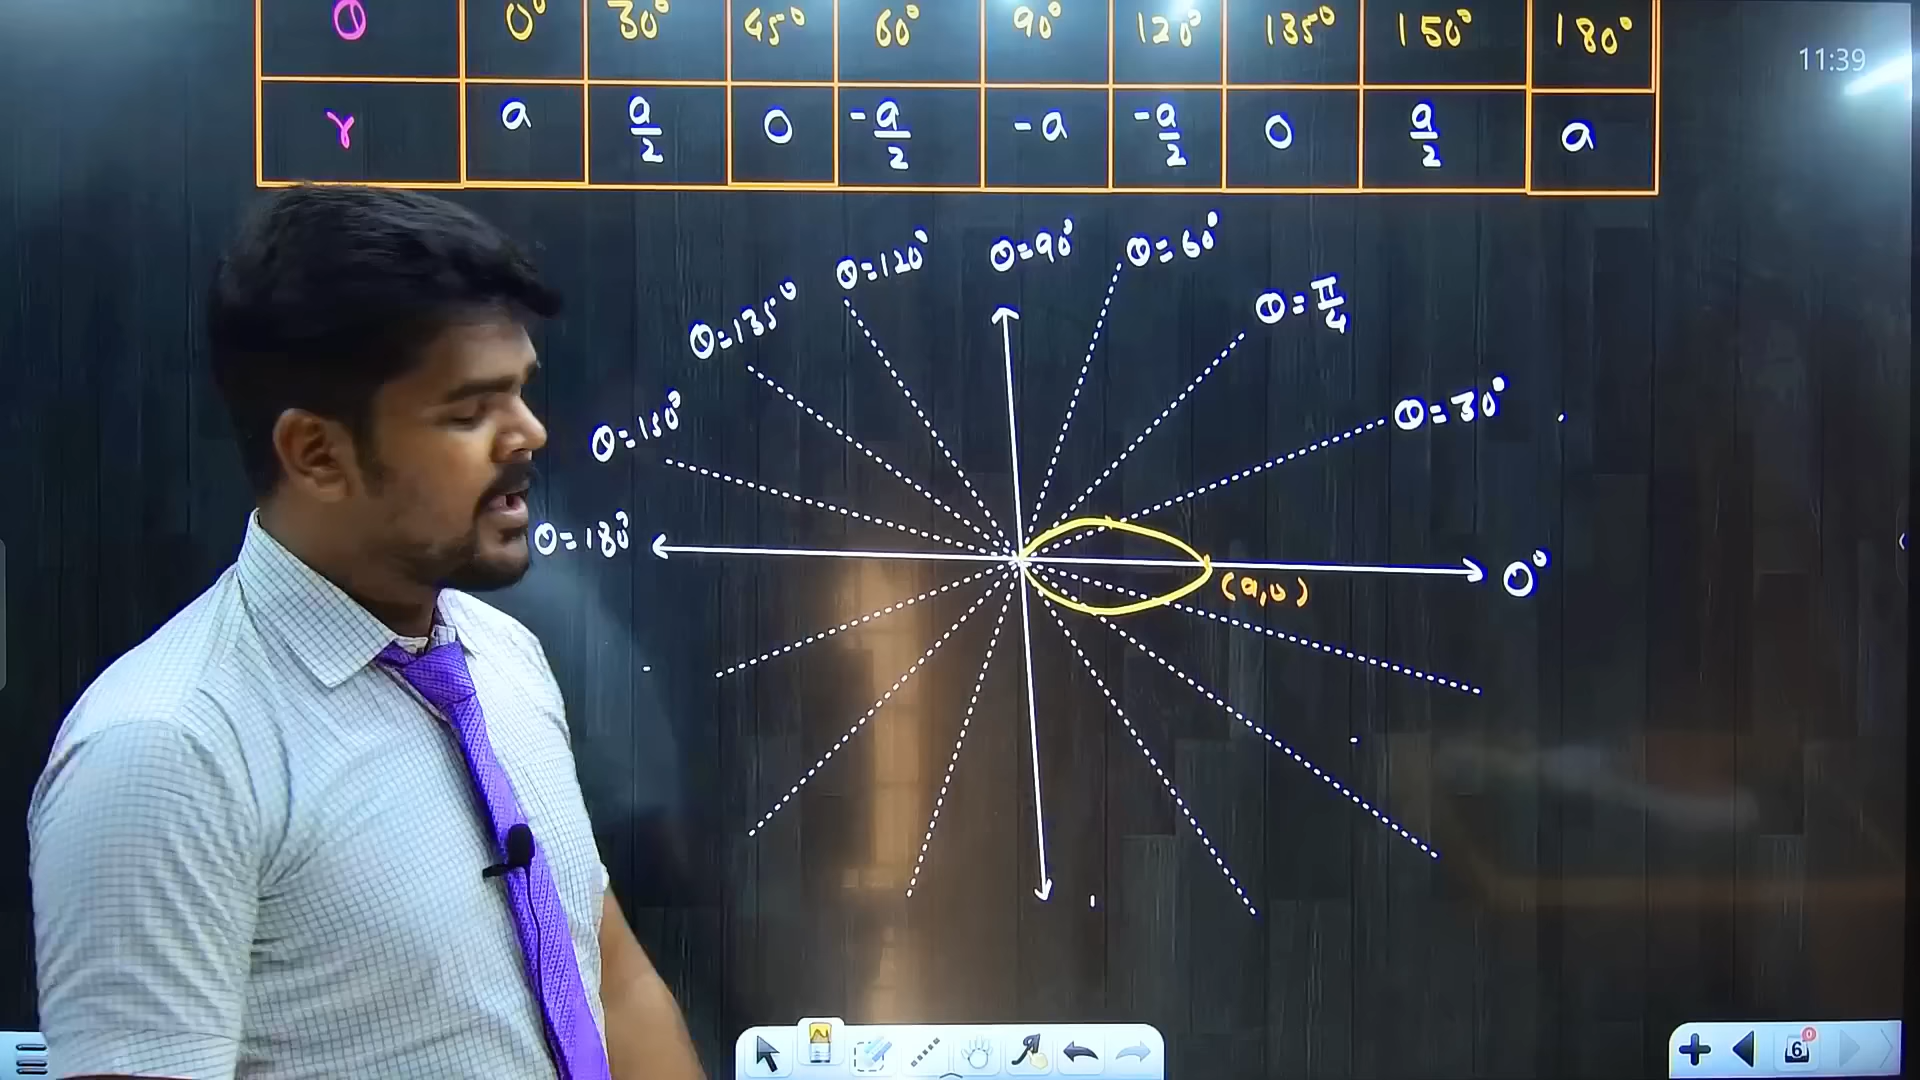 θ 0° 30° 45° 60° 90° 120° 135° 150° 180°
11:39
r a a/2 0 -a/2 -a -a/2 0 a/2 a
θ=120° θ=90° θ=60°
θ=135° θ=π/4
θ=150° θ=30°
θ=180° 0°
(a,0)
6
0